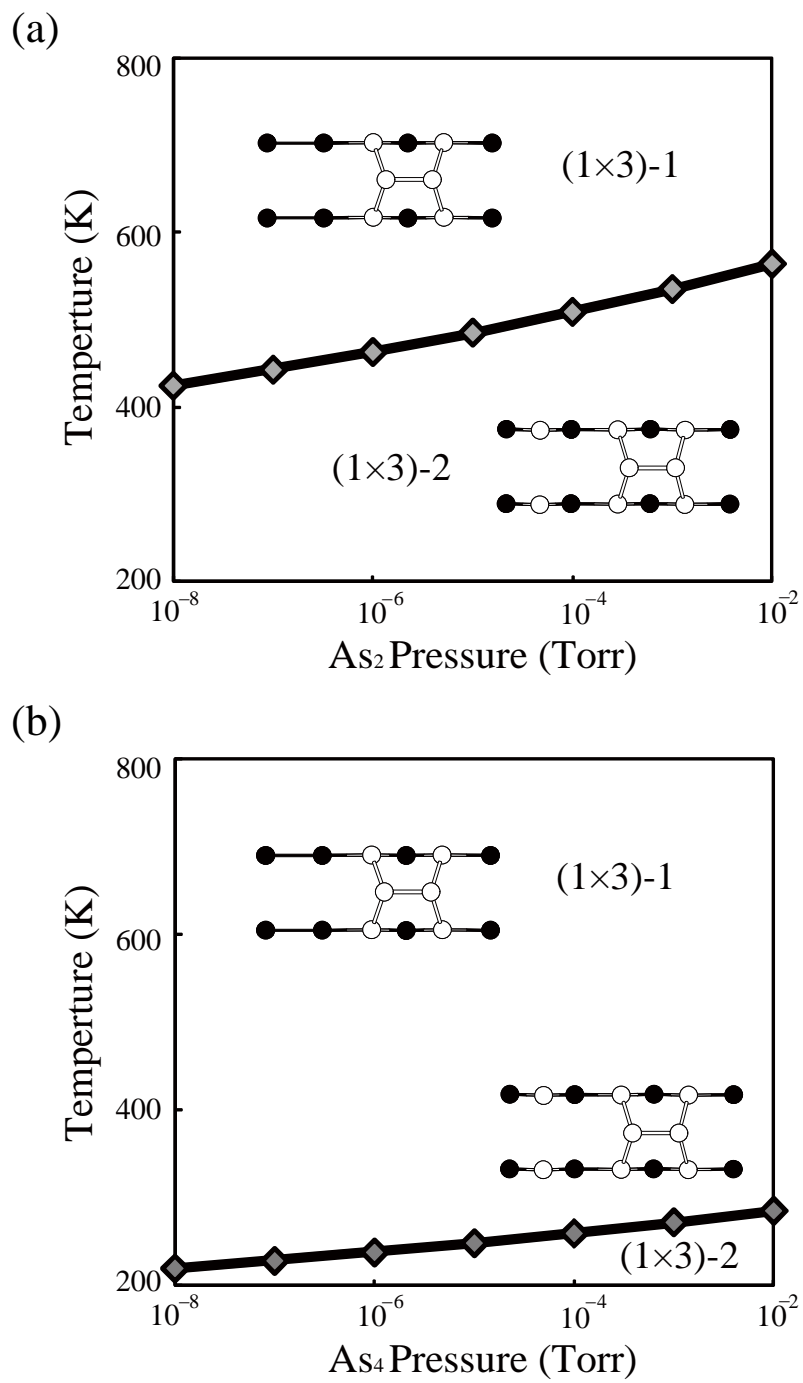 (a)
800
(1×3)-1
600
Temperture (K)
400
(1×3)-2
200
10⁻⁸ 10⁻⁶ 10⁻⁴ 10⁻²
As₂ Pressure (Torr)
(b)
800
(1×3)-1
600
Temperture (K)
400
(1×3)-2
200
10⁻⁸ 10⁻⁶ 10⁻⁴ 10⁻²
As₄ Pressure (Torr)